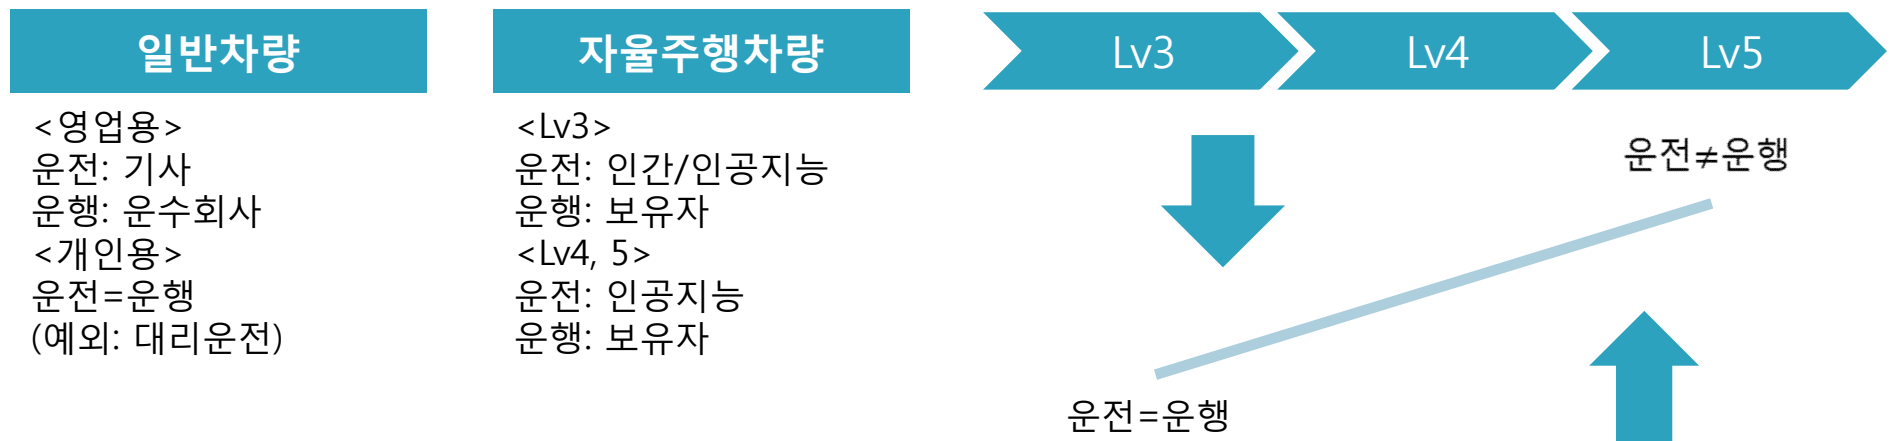 일반차량
<영업용>
운전: 기사
운행: 운수회사
<개인용>
운전=운행
(예외: 대리운전)
자율주행차량
<Lv3>
운전: 인간/인공지능
운행: 보유자
<Lv4, 5>
운전: 인공지능
운행: 보유자
Lv3
Lv4
Lv5
운전≠운행
운전=운행